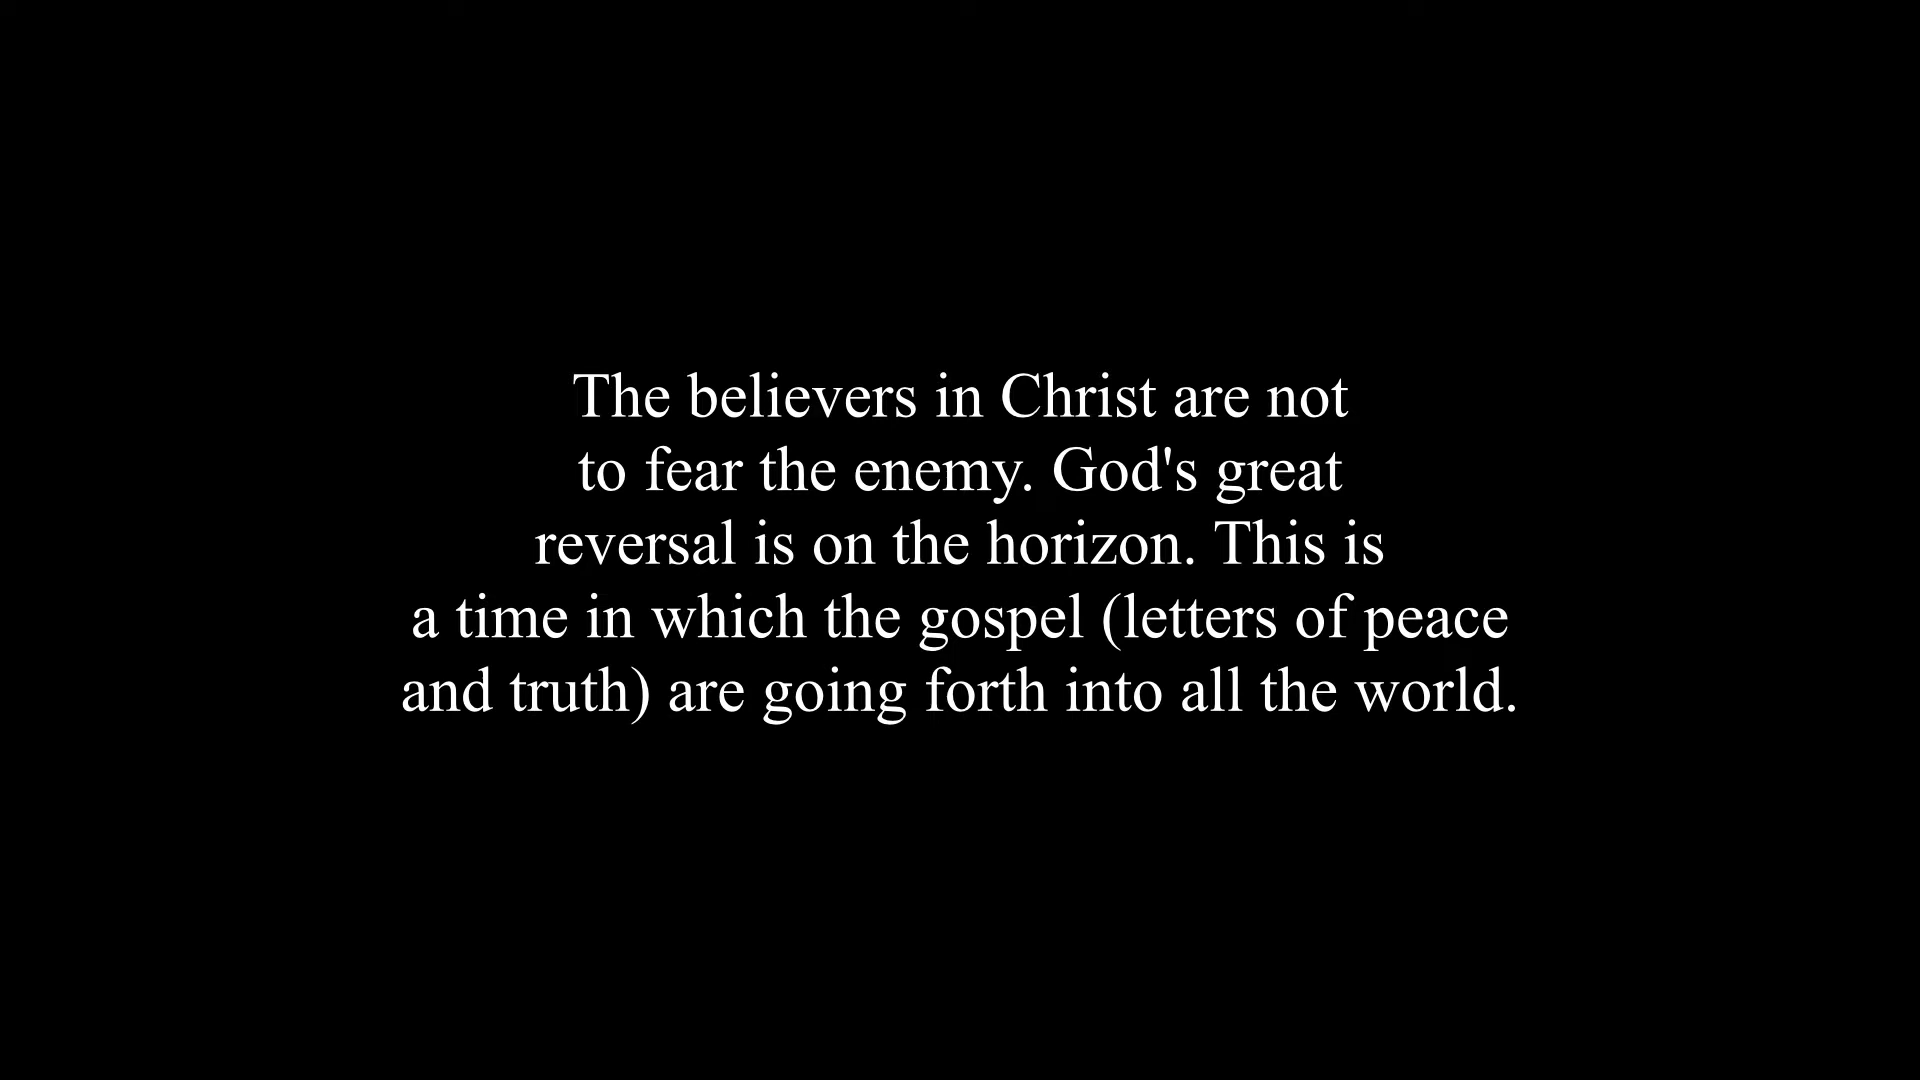 The believers in Christ are not
to fear the enemy. God's great
reversal is on the horizon. This is
a time in which the gospel (letters of peace
and truth) are going forth into all the world.